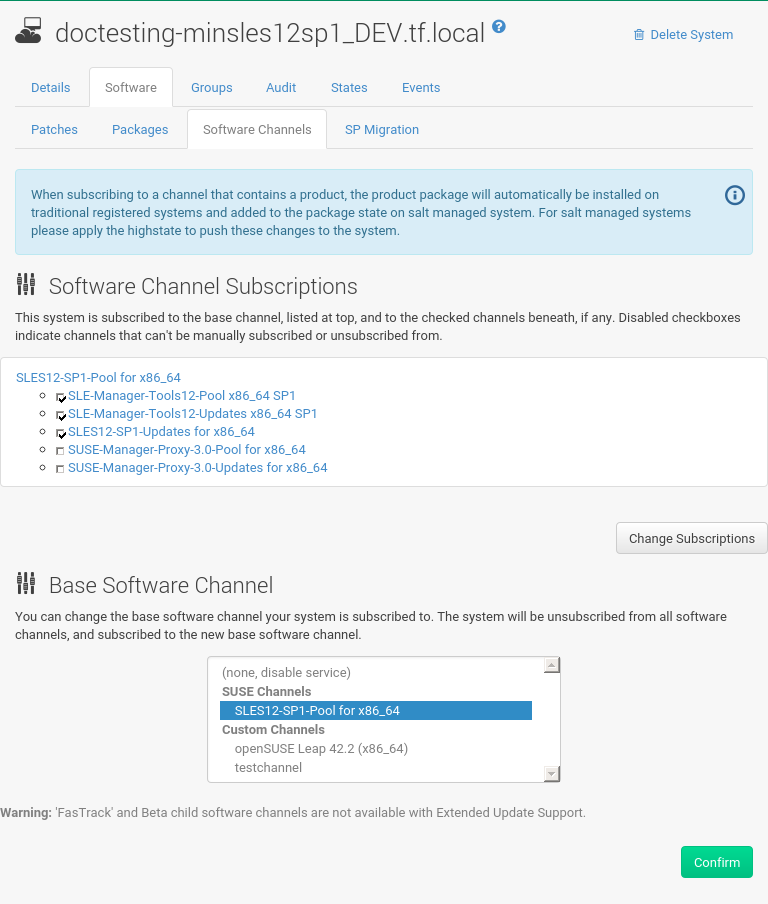 doctesting-minsles12sp1_DEV.tf.local ?
Delete System
Details Software Groups Audit States Events
Patches Packages Software Channels SP Migration
When subscribing to a channel that contains a product, the product package will automatically be installed on
traditional registered systems and added to the package state on salt managed system. For salt managed systems
please apply the highstate to push these changes to the system.
Software Channel Subscriptions
This system is subscribed to the base channel, listed at top, and to the checked channels beneath, if any. Disabled checkboxes
indicate channels that can't be manually subscribed or unsubscribed from.
SLES12-SP1-Pool for x86_64
SLE-Manager-Tools12-Pool x86_64 SP1
SLE-Manager-Tools12-Updates x86_64 SP1
SLES12-SP1-Updates for x86_64
SUSE-Manager-Proxy-3.0-Pool for x86_64
SUSE-Manager-Proxy-3.0-Updates for x86_64
Change Subscriptions
Base Software Channel
You can change the base software channel your system is subscribed to. The system will be unsubscribed from all software
channels, and subscribed to the new base software channel.
(none, disable service)
SUSE Channels
SLES12-SP1-Pool for x86_64
Custom Channels
openSUSE Leap 42.2 (x86_64)
testchannel
Warning: 'FasTrack' and Beta child software channels are not available with Extended Update Support.
Confirm